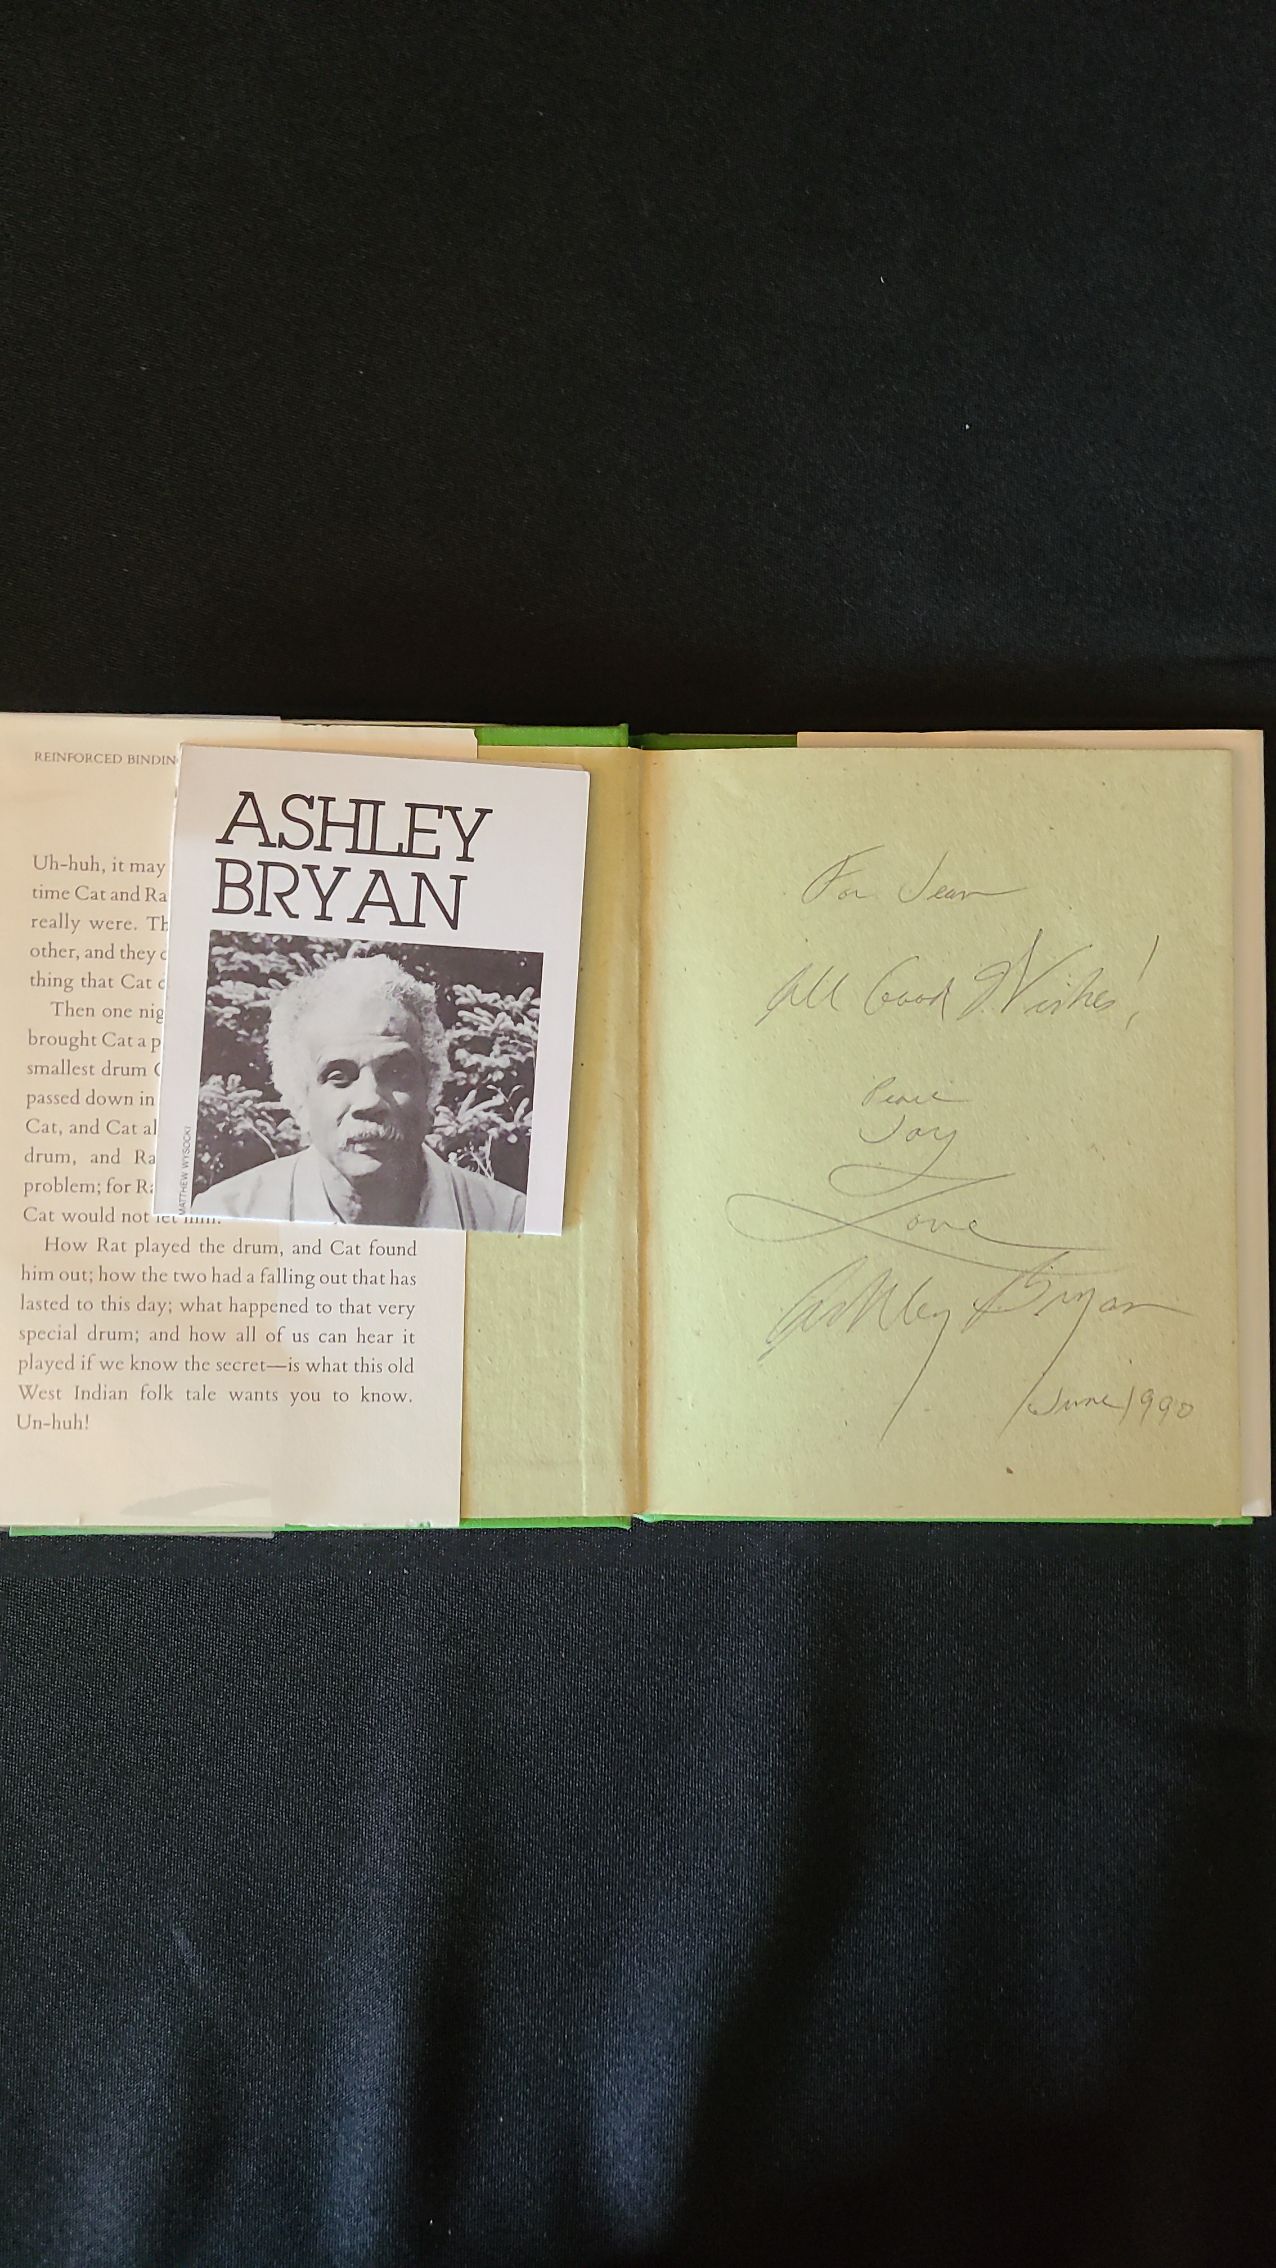 REINFORCED BINDIN
Uh-huh, it may
time Cat and Ra
really were. Th
other, and they c
thing that Cat c
Then one nig
brought Cat a p
smallest drum C
passed down in
Cat, and Cat al
drum, and Ra
problem; for Ra
Cat would not let him.
How Rat played the drum, and Cat found
him out; how the two had a falling out that has
lasted to this day; what happened to that very
special drum; and how all of us can hear it
played if we know the secret—is what this old
West Indian folk tale wants you to know.
Un-huh!
ASHLEY
BRYAN
MATTHEW WYSOCKI
For Jean
All Good Wishes!
Peace
Joy
Love
Ashley Bryan
June 1990